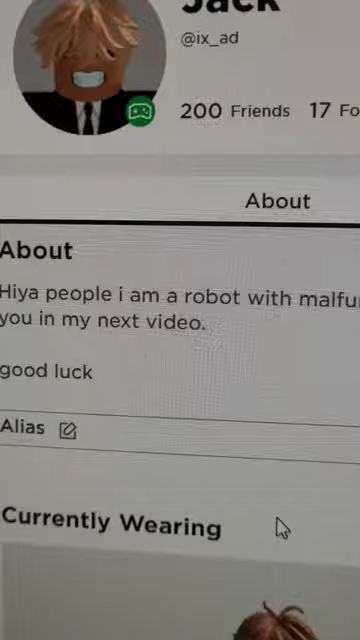 Jack
@ix_ad
200 Friends 17
About
About
Hiya people i am a robot with
you in my next video.
good luck
Alias
Currently Wearing